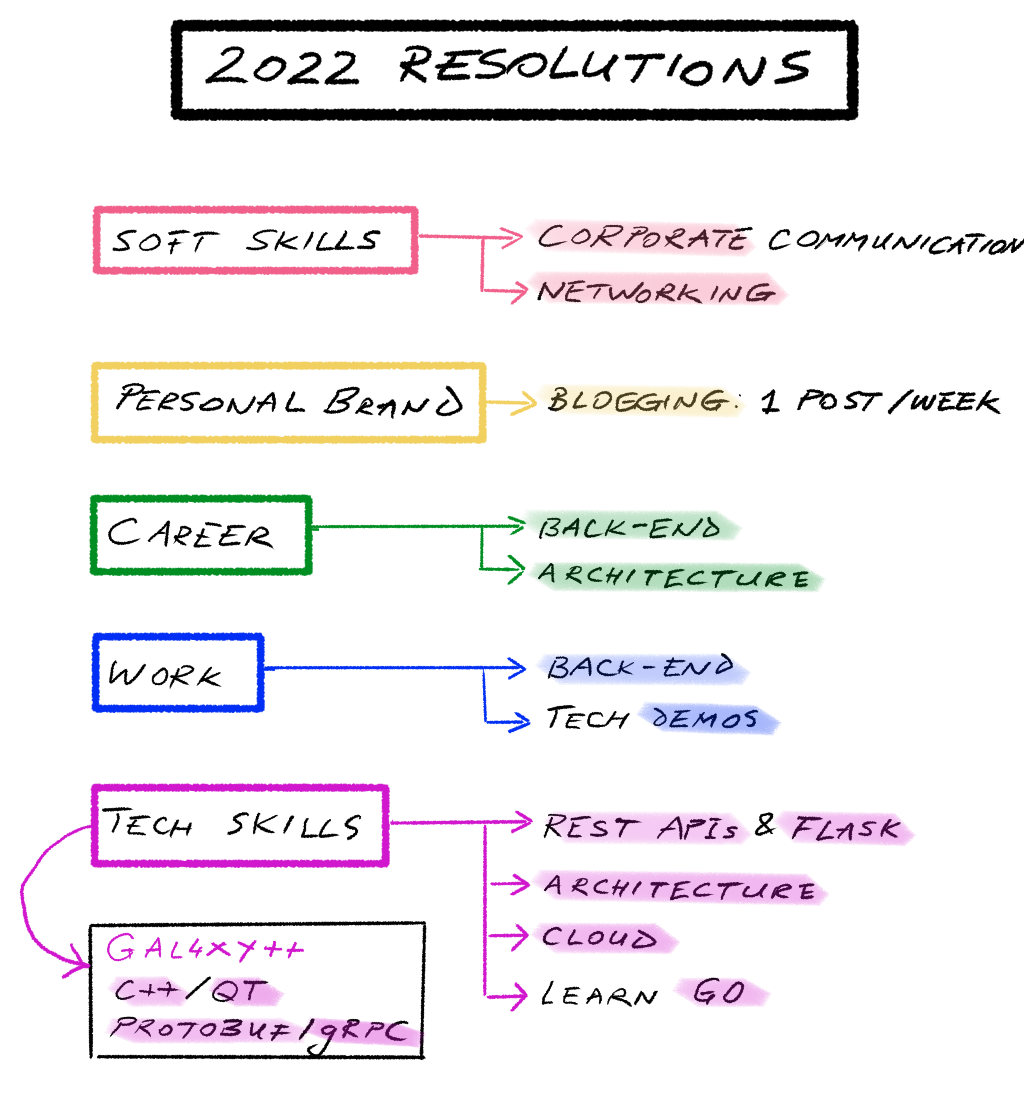 2022 RESOLUTIONS
SOFT SKILLS
CORPORATE COMMUNICATION
NETWORKING
PERSONAL BRAND
BLOGGING: 1 POST/WEEK
CAREER
BACK-END
ARCHITECTURE
WORK
BACK-END
TECH DEMOS
TECH SKILLS
REST APIs & FLASK
ARCHITECTURE
CLOUD
LEARN GO
GAL4XY++
C++/QT
PROTOBUF/gRPC